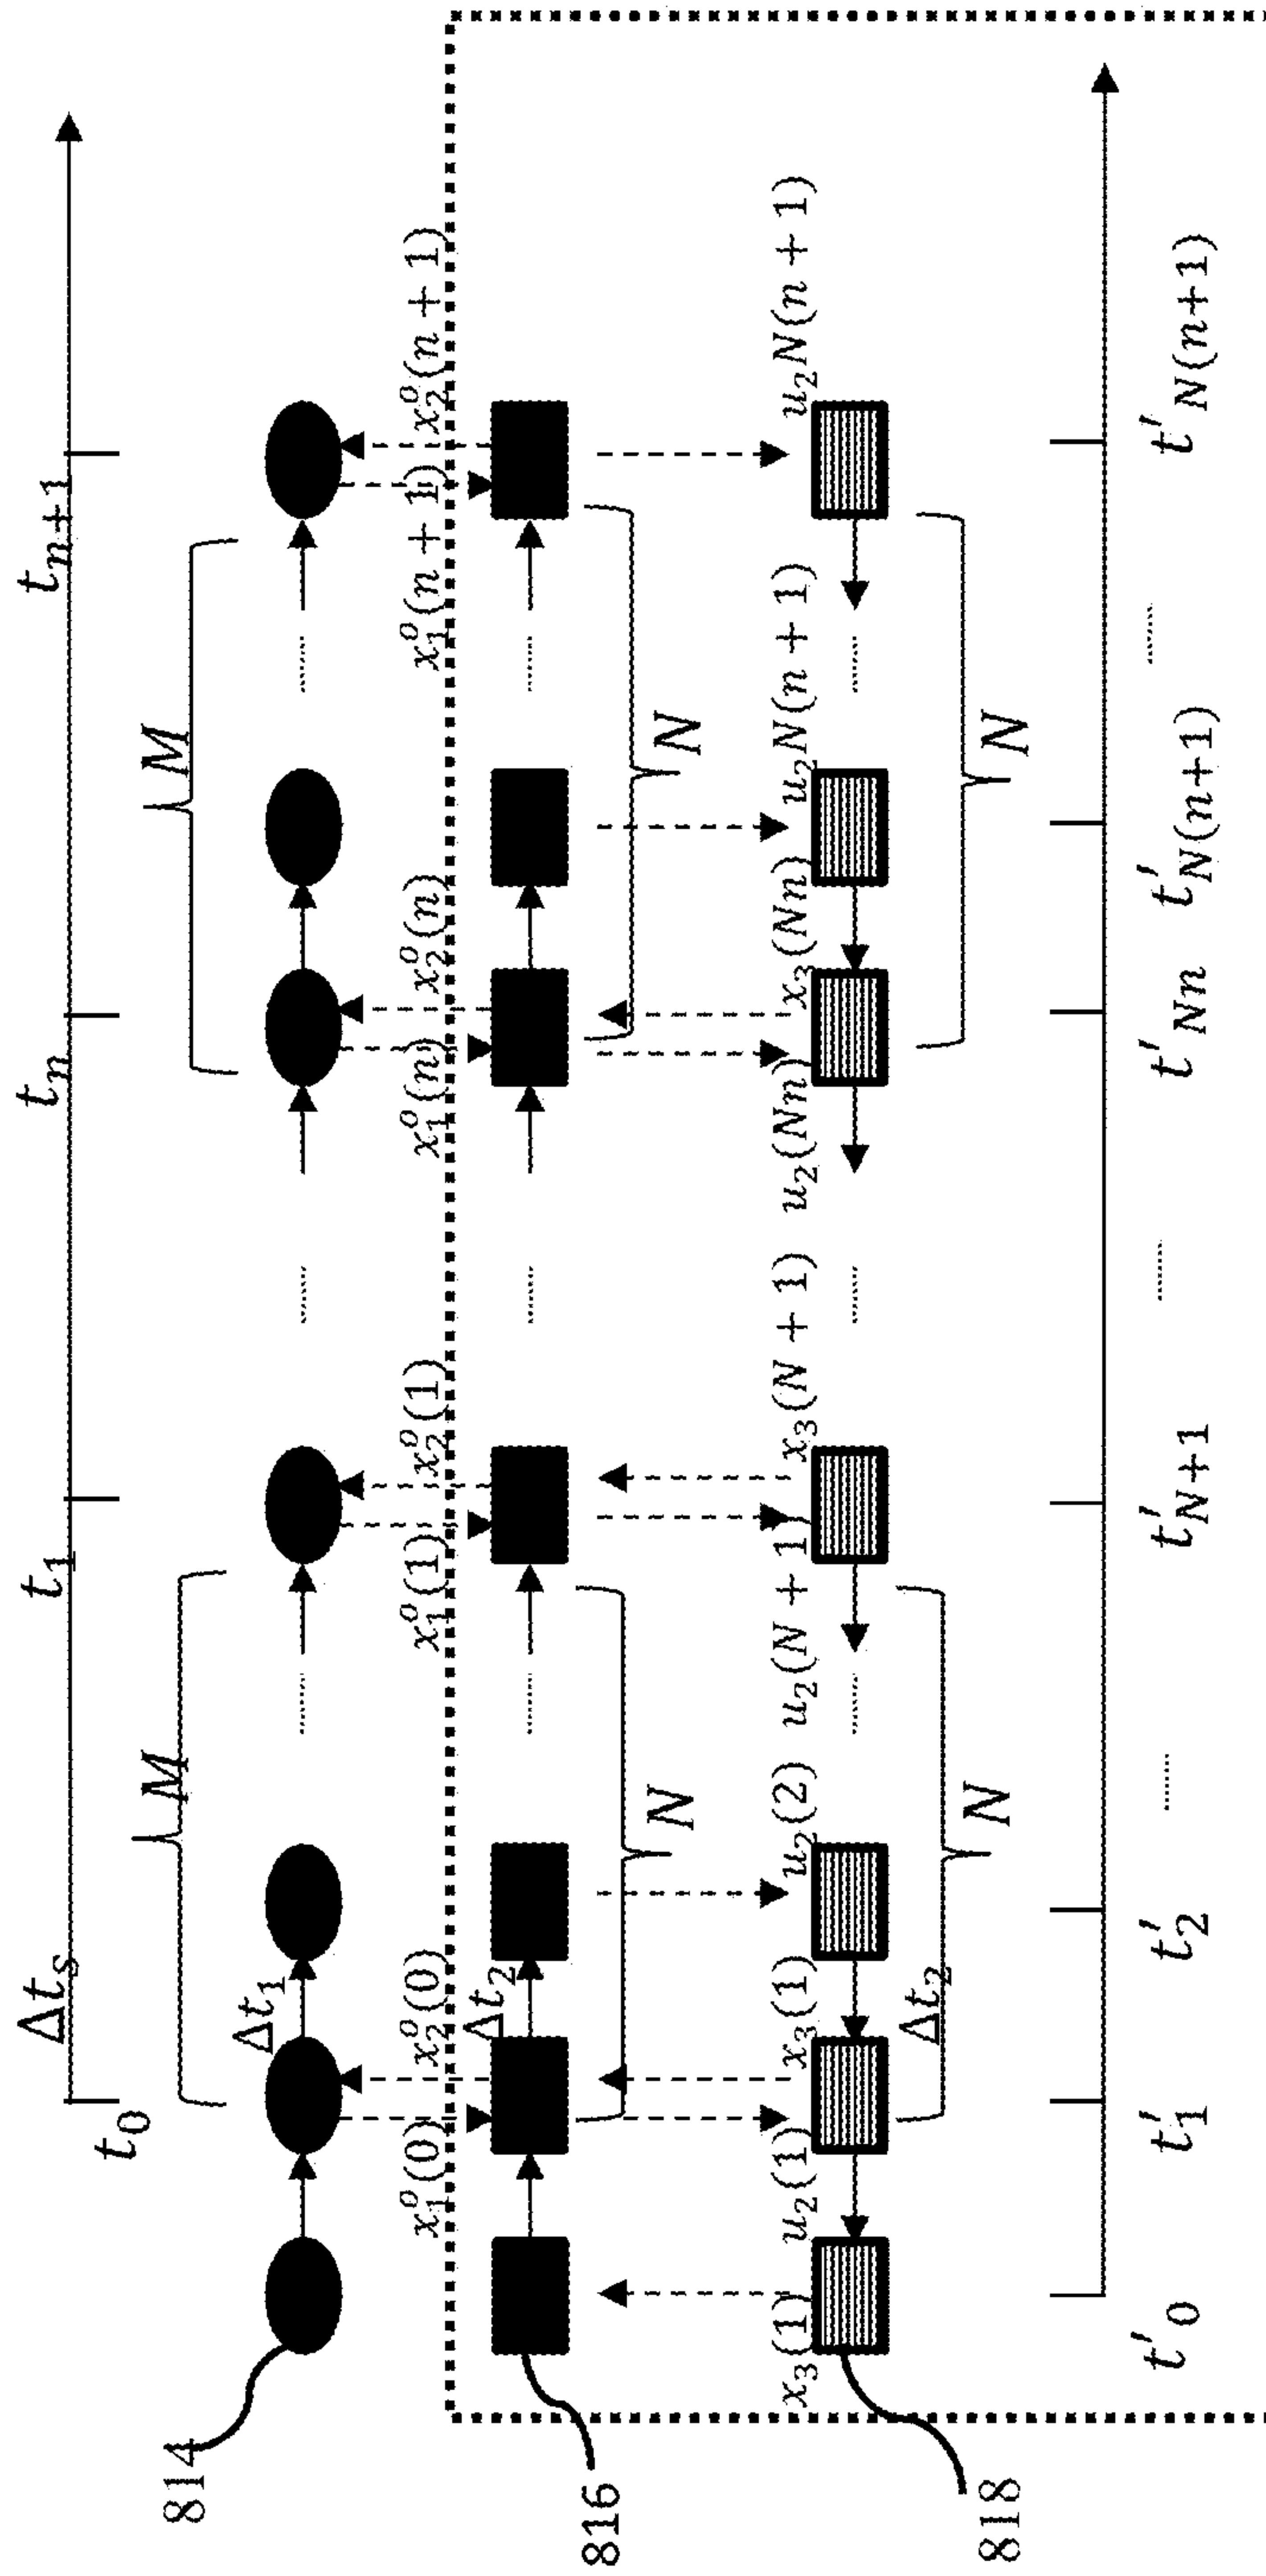 Δt_s
t_0 t_1 t_n t_{n+1}
M M
814
Δt_1
x_1^o(0) x_2^o(0) x_1^o(1) x_2^o(1) x_1^o(n) x_2^o(n) x_1^o(n + 1) x_2^o(n + 1)
816
Δt_2
N N
x_3(1) u_2(1) x_3(1) u_2(2) u_2(N + 1) x_3(N + 1) u_2(Nn) x_3(Nn) u_2N(n + 1) u_2N(n + 1)
818
Δt_2
N N
t'_0 t'_1 t'_2 ...... t'_{N+1} ...... t'_{Nn} t'_{N(n+1)} ...... t'_{N(n+1)}